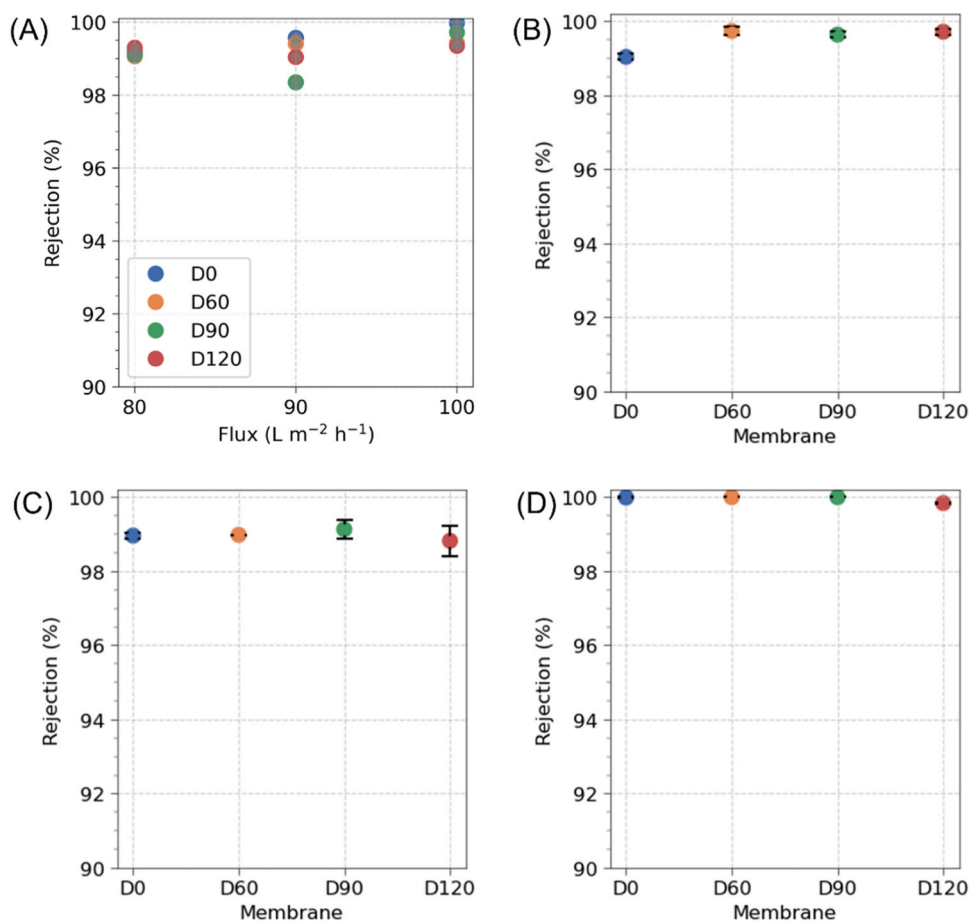 (A)
Rejection (%)
100
98
96
94
92
90
D0
D60
D90
D120
80 90 100
Flux (L m⁻² h⁻¹)
(B)
Rejection (%)
100
98
96
94
92
90
D0 D60 D90 D120
Membrane
(C)
Rejection (%)
100
98
96
94
92
90
D0 D60 D90 D120
Membrane
(D)
Rejection (%)
100
98
96
94
92
90
D0 D60 D90 D120
Membrane